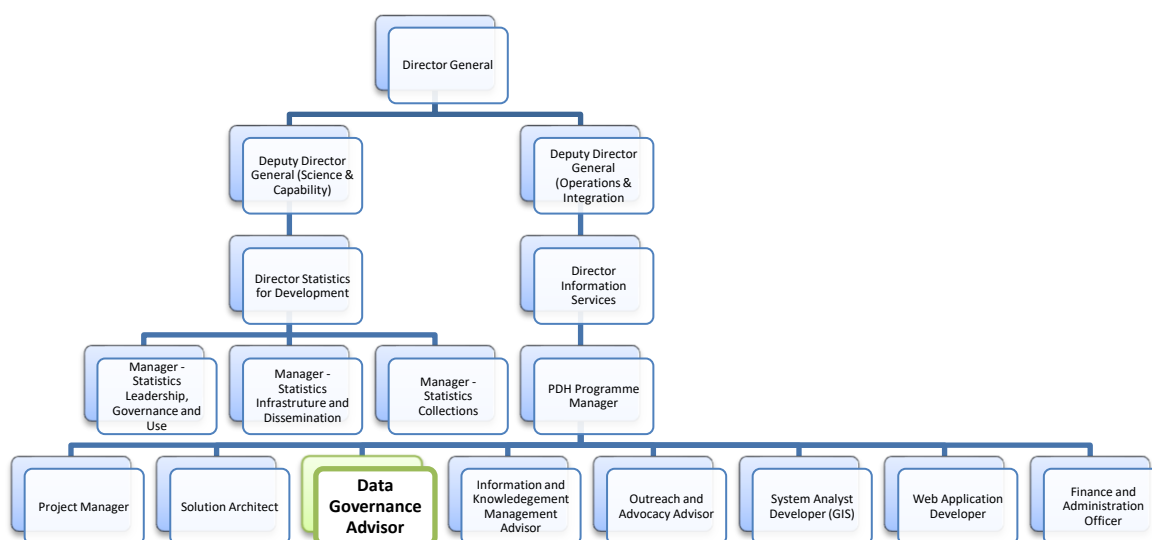 Director General
Deputy Director
General (Science &
Capability)
Deputy Director
General
(Operations &
Integration
Director Statistics
for Development
Director
Information
Services
Manager -
Statistics
Leadership,
Governance and
Use
Manager -
Statistics
Infrastruture and
Dissemination
Manager -
Statistics
Collections
PDH Programme
Manager
Project Manager
Solution Architect
Data
Governance
Advisor
Information and
Knowledegement
Management
Advisor
Outreach and
Advocacy Advisor
System Analyst
Developer (GIS)
Web Application
Developer
Finance and
Administration
Officer